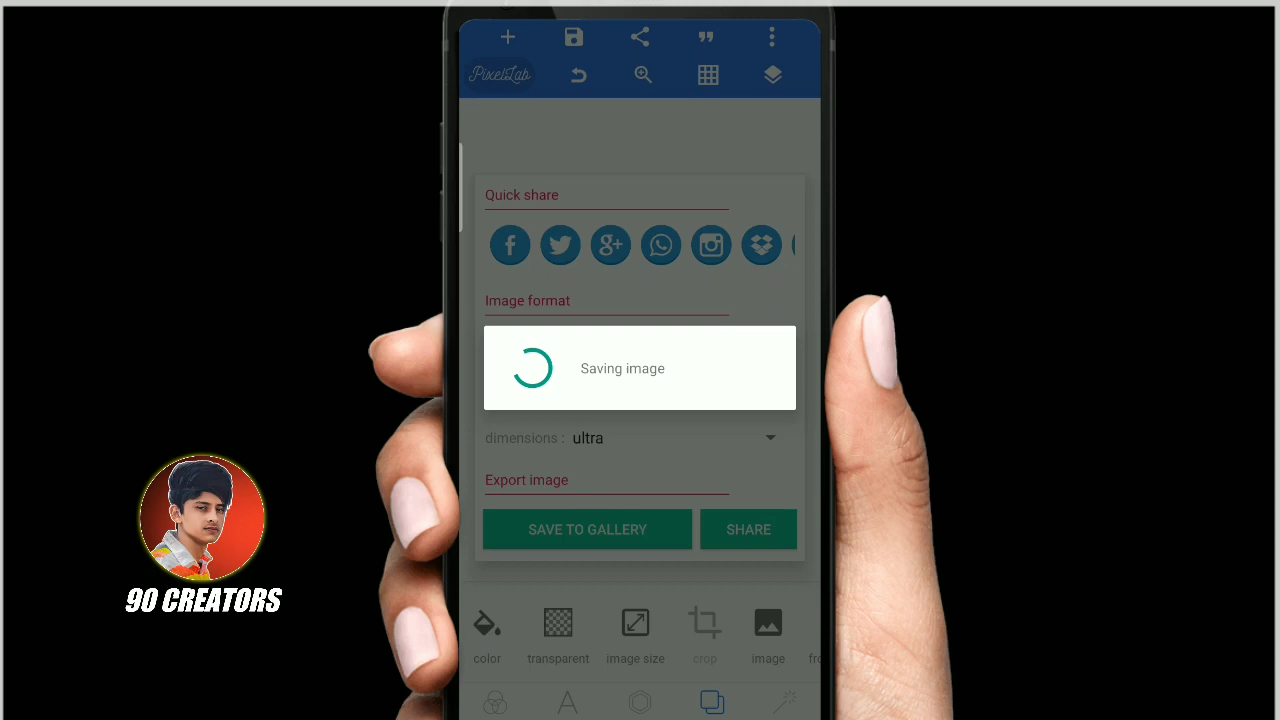 PixelLab
Quick share
Image format
Saving image
dimensions : ultra
Export image
SAVE TO GALLERY
SHARE
color
transparent
image size
crop
image
90 CREATORS